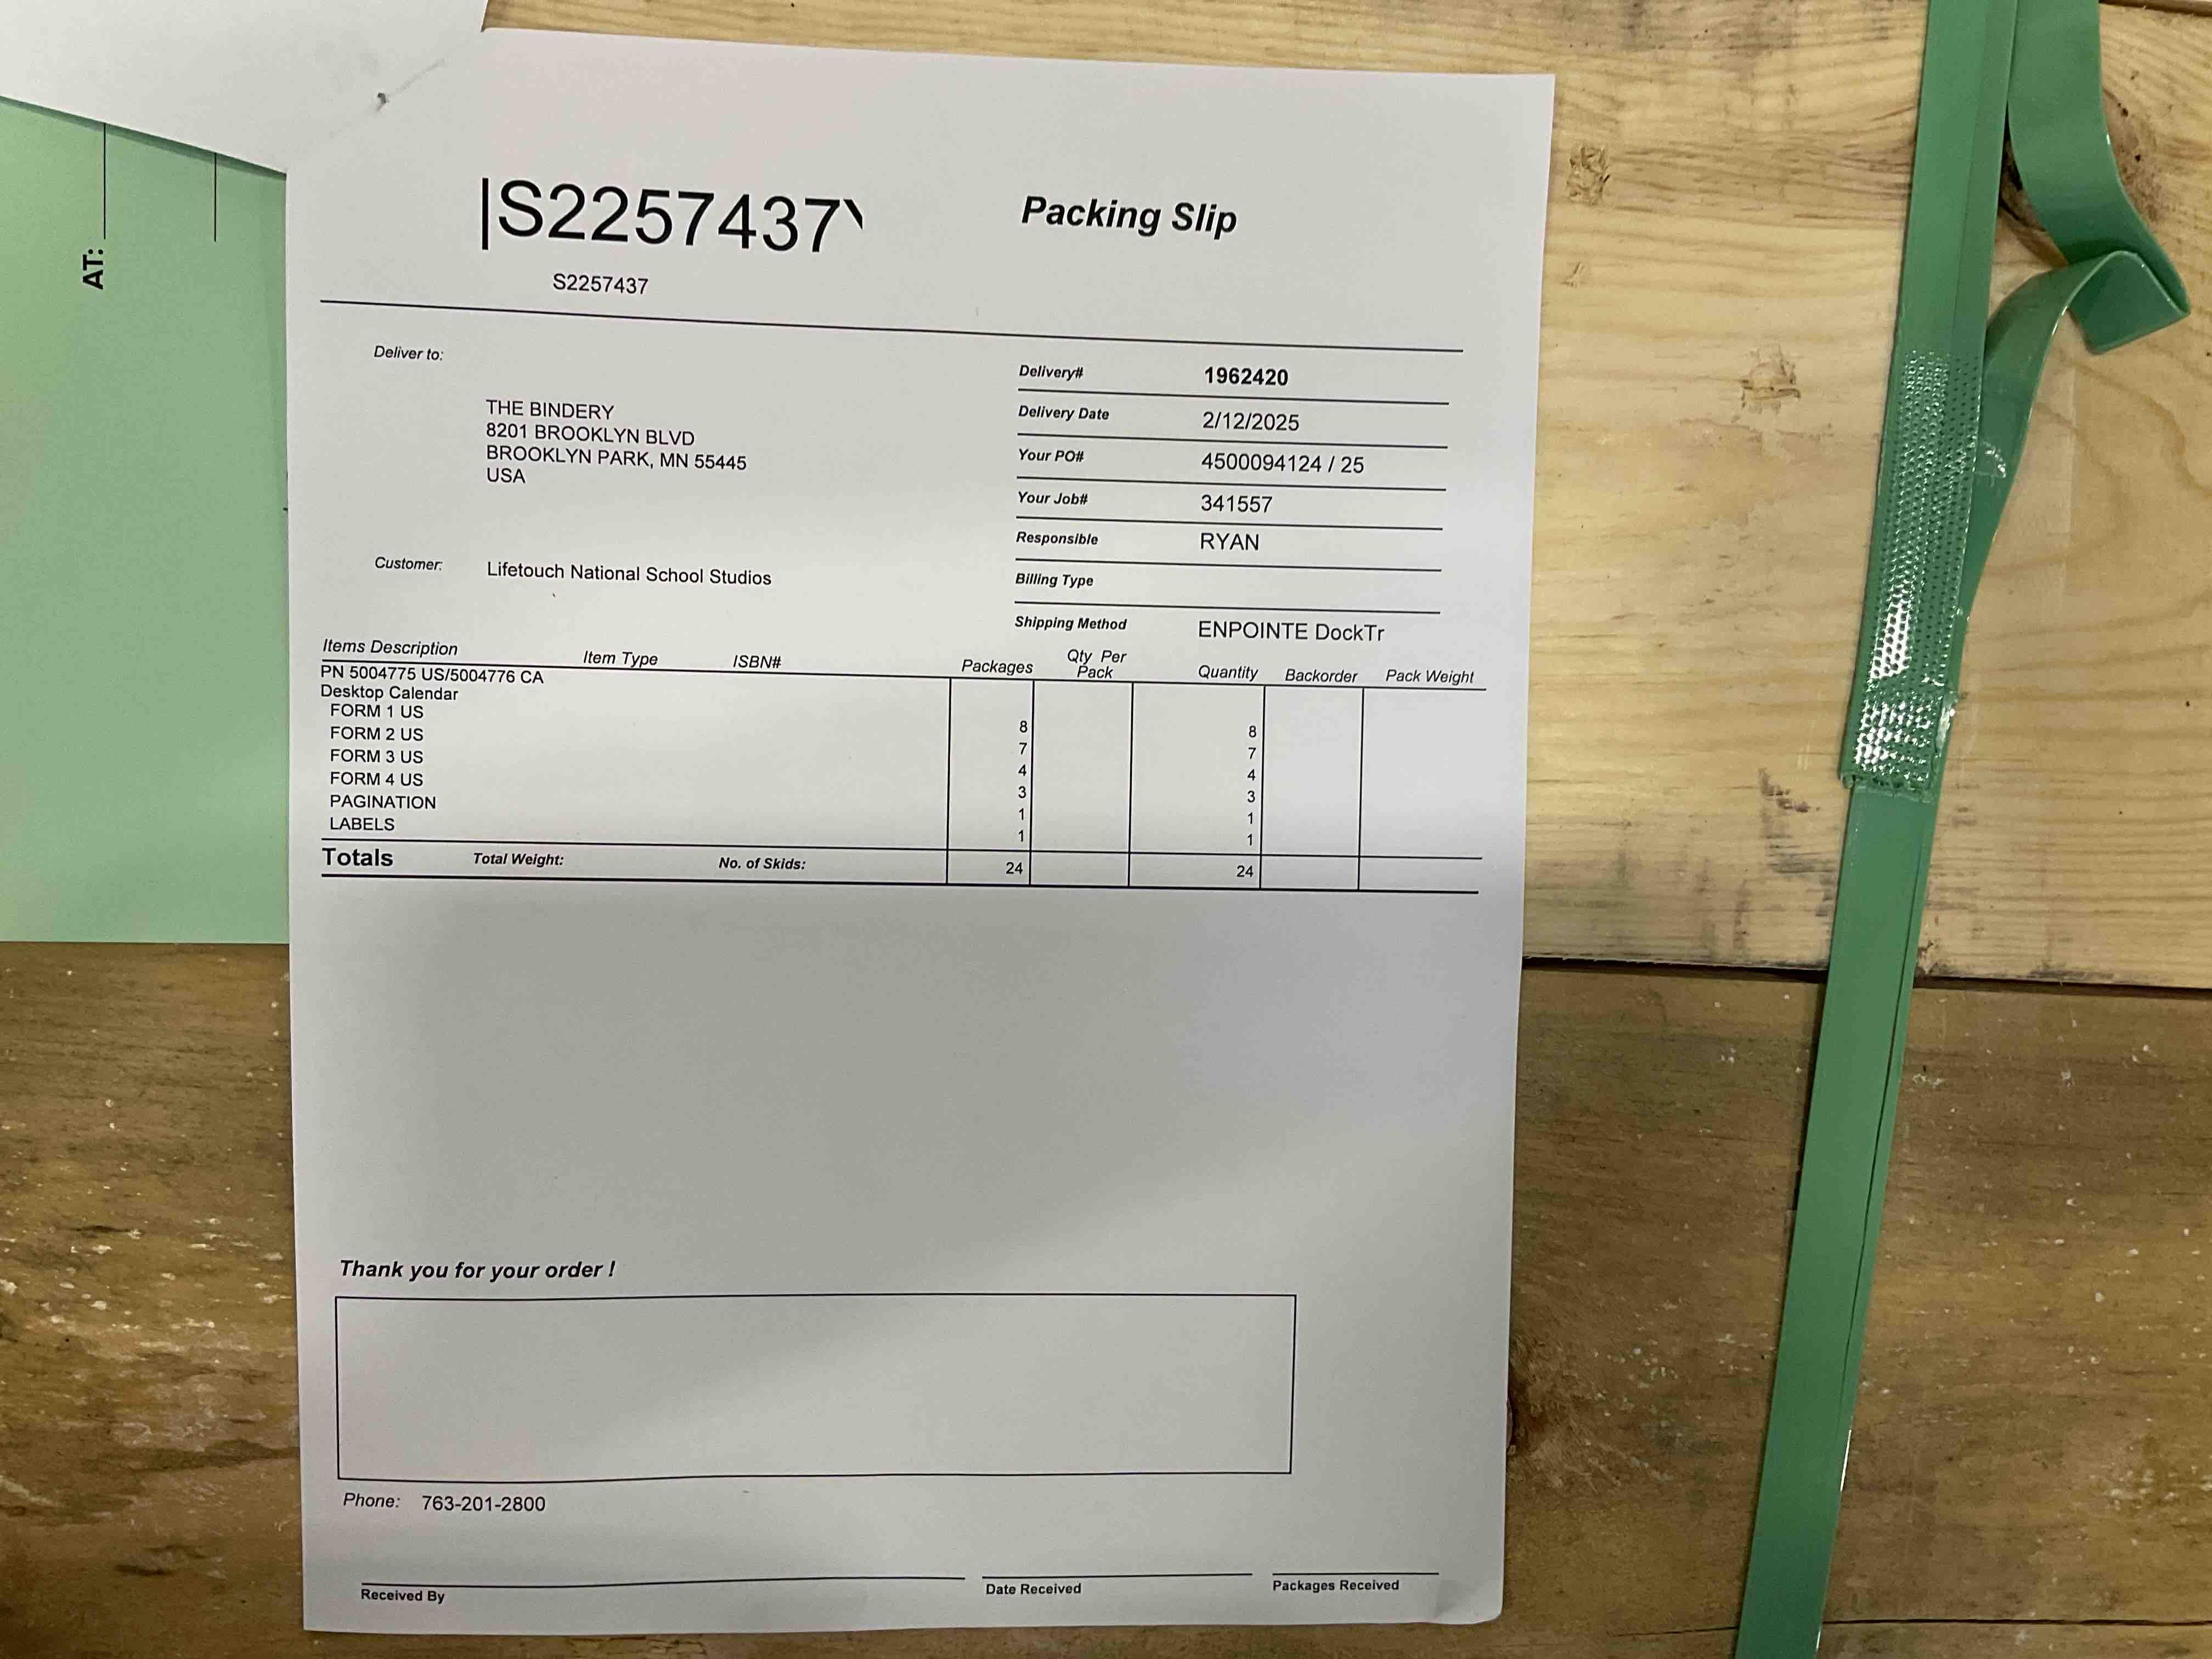 AT:
|S2257437\
Packing Slip
S2257437
Deliver to:
THE BINDERY
8201 BROOKLYN BLVD
BROOKLYN PARK, MN 55445
USA
Customer: Lifetouch National School Studios
Delivery# 1962420
Delivery Date 2/12/2025
Your PO# 4500094124 / 25
Your Job# 341557
Responsible RYAN
Billing Type
Shipping Method ENPOINTE DockTr
Items Description Item Type ISBN# Packages Qty Per Pack Quantity Backorder Pack Weight
PN 5004775 US/5004776 CA
Desktop Calendar
FORM 1 US 8 8
FORM 2 US 7 7
FORM 3 US 4 4
FORM 4 US 3 3
PAGINATION 1 1
LABELS 1 1
Totals Total Weight: No. of Skids: 24 24
Thank you for your order !
Phone: 763-201-2800
Received By Date Received Packages Received